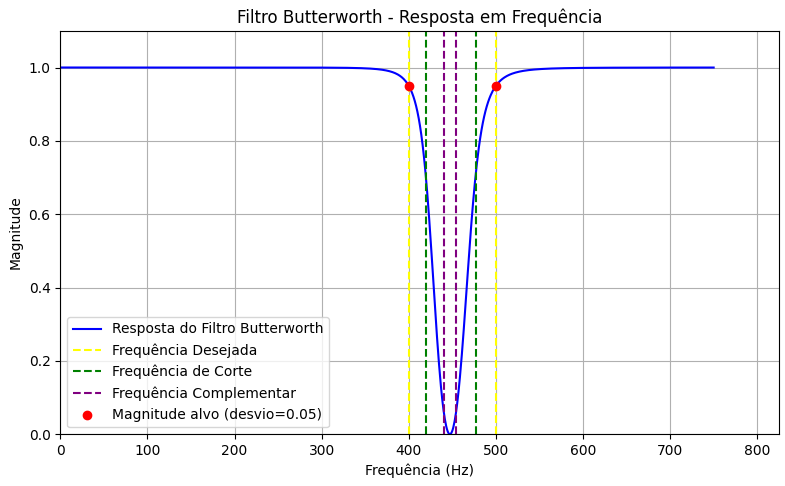 Filtro Butterworth - Resposta em Frequência
Magnitude
1.0
0.8
0.6
0.4
0.2
0.0
Resposta do Filtro Butterworth
Frequência Desejada
Frequência de Corte
Frequência Complementar
Magnitude alvo (desvio=0.05)
0 100 200 300 400 500 600 700 800
Frequência (Hz)